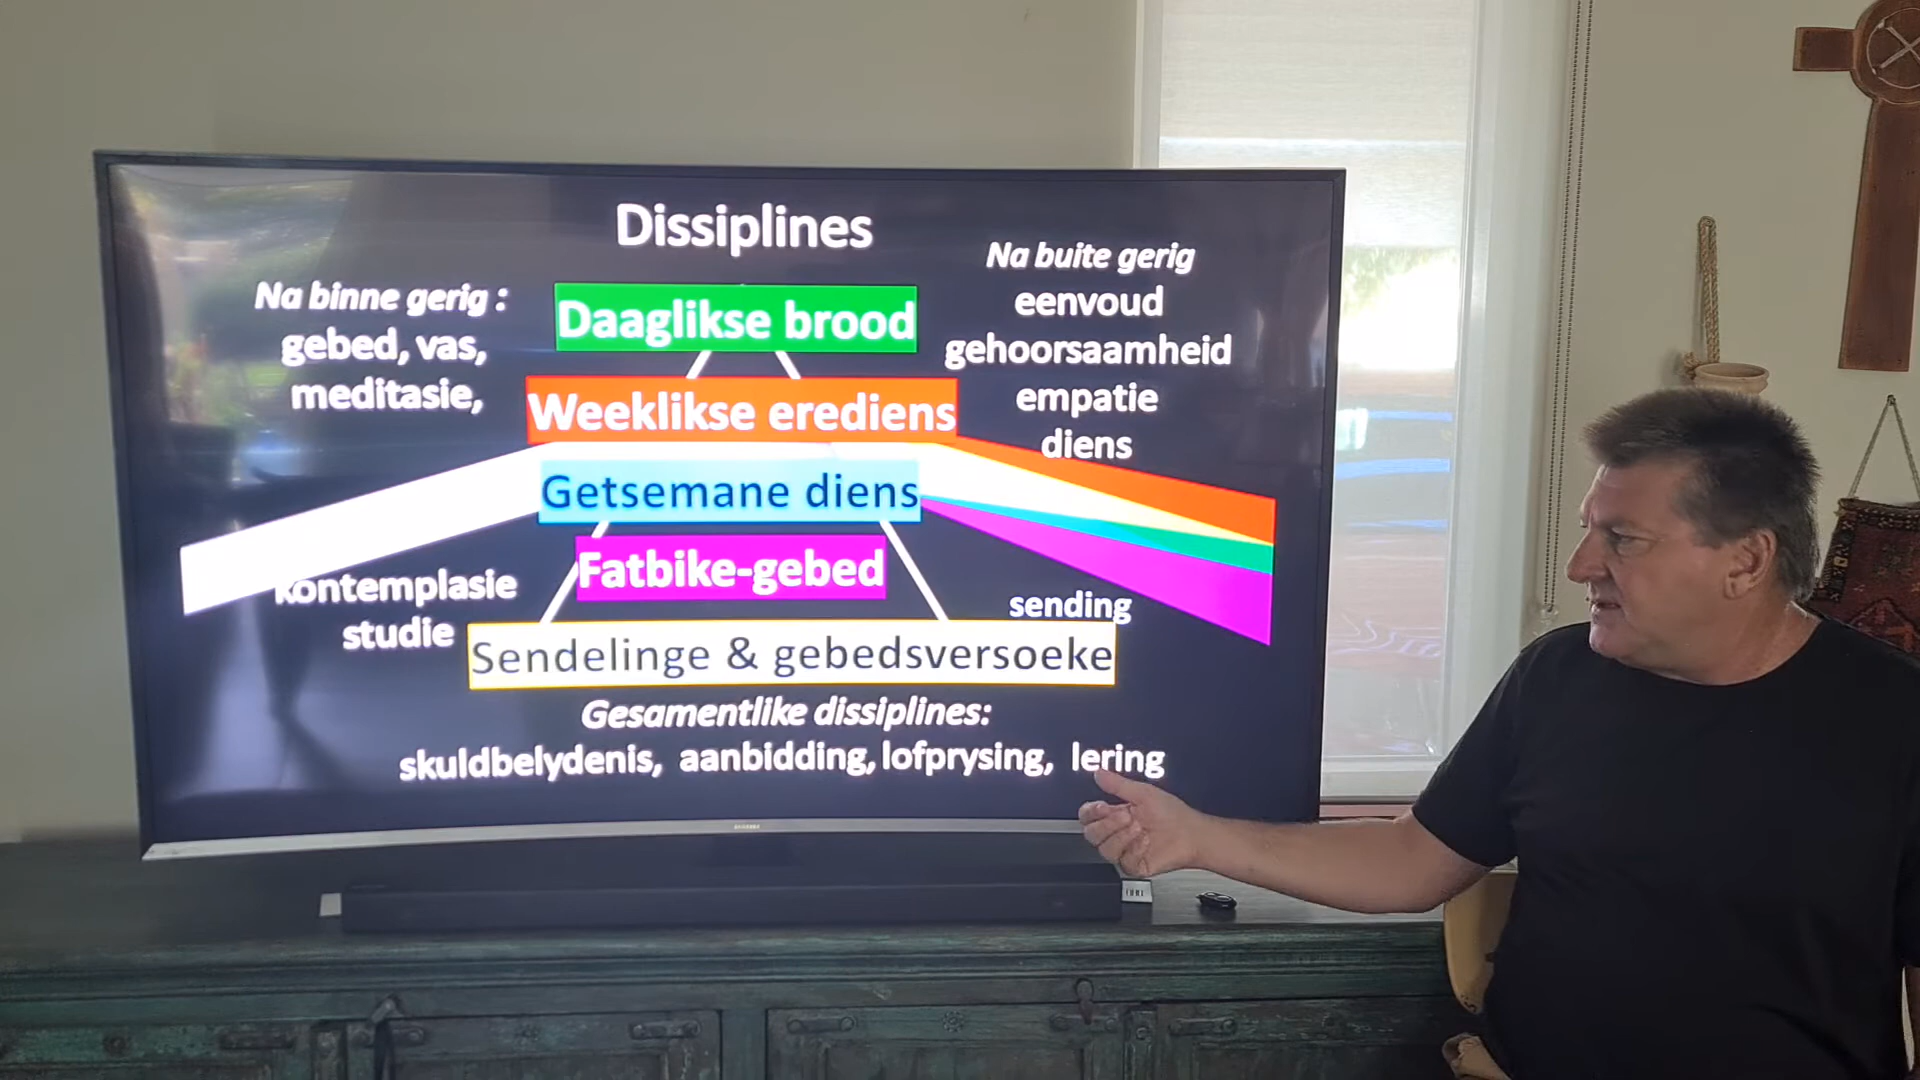 Dissiplines
Na binne gerig :
gebed, vas,
meditasie,
kontemplasie
studie
Daaglikse brood
Weeklikse erediens
Getsemane diens
Fatbike-gebed
Sendelinge & gebedsversoeke
Na buite gerig
eenvoud
gehoorsaamheid
empatie
diens
sending
Gesamentlike dissiplines:
skuldbelydenis, aanbidding, lofprysing, lering